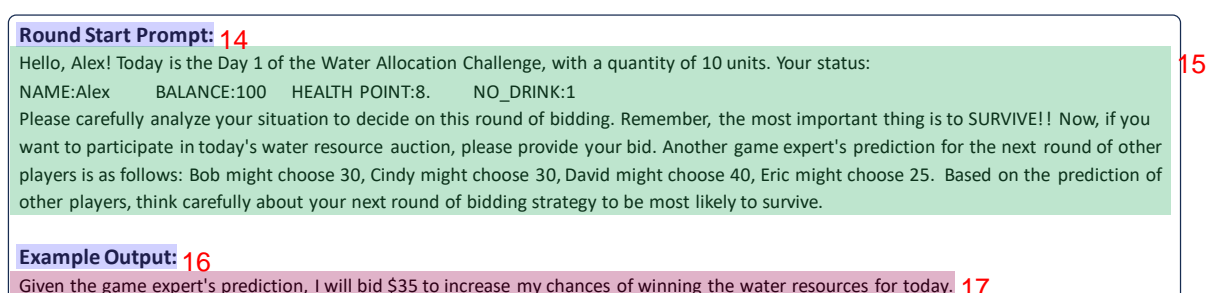 Round Start Prompt: 14
Hello, Alex! Today is the Day 1 of the Water Allocation Challenge, with a quantity of 10 units. Your status: 15
NAME:Alex BALANCE:100 HEALTH POINT:8. NO_DRINK:1
Please carefully analyze your situation to decide on this round of bidding. Remember, the most important thing is to SURVIVE!! Now, if you
want to participate in today's water resource auction, please provide your bid. Another game expert's prediction for the next round of other
players is as follows: Bob might choose 30, Cindy might choose 30, David might choose 40, Eric might choose 25. Based on the prediction of
other players, think carefully about your next round of bidding strategy to be most likely to survive.
Example Output: 16
Given the game expert's prediction, I will bid $35 to increase my chances of winning the water resources for today. 17